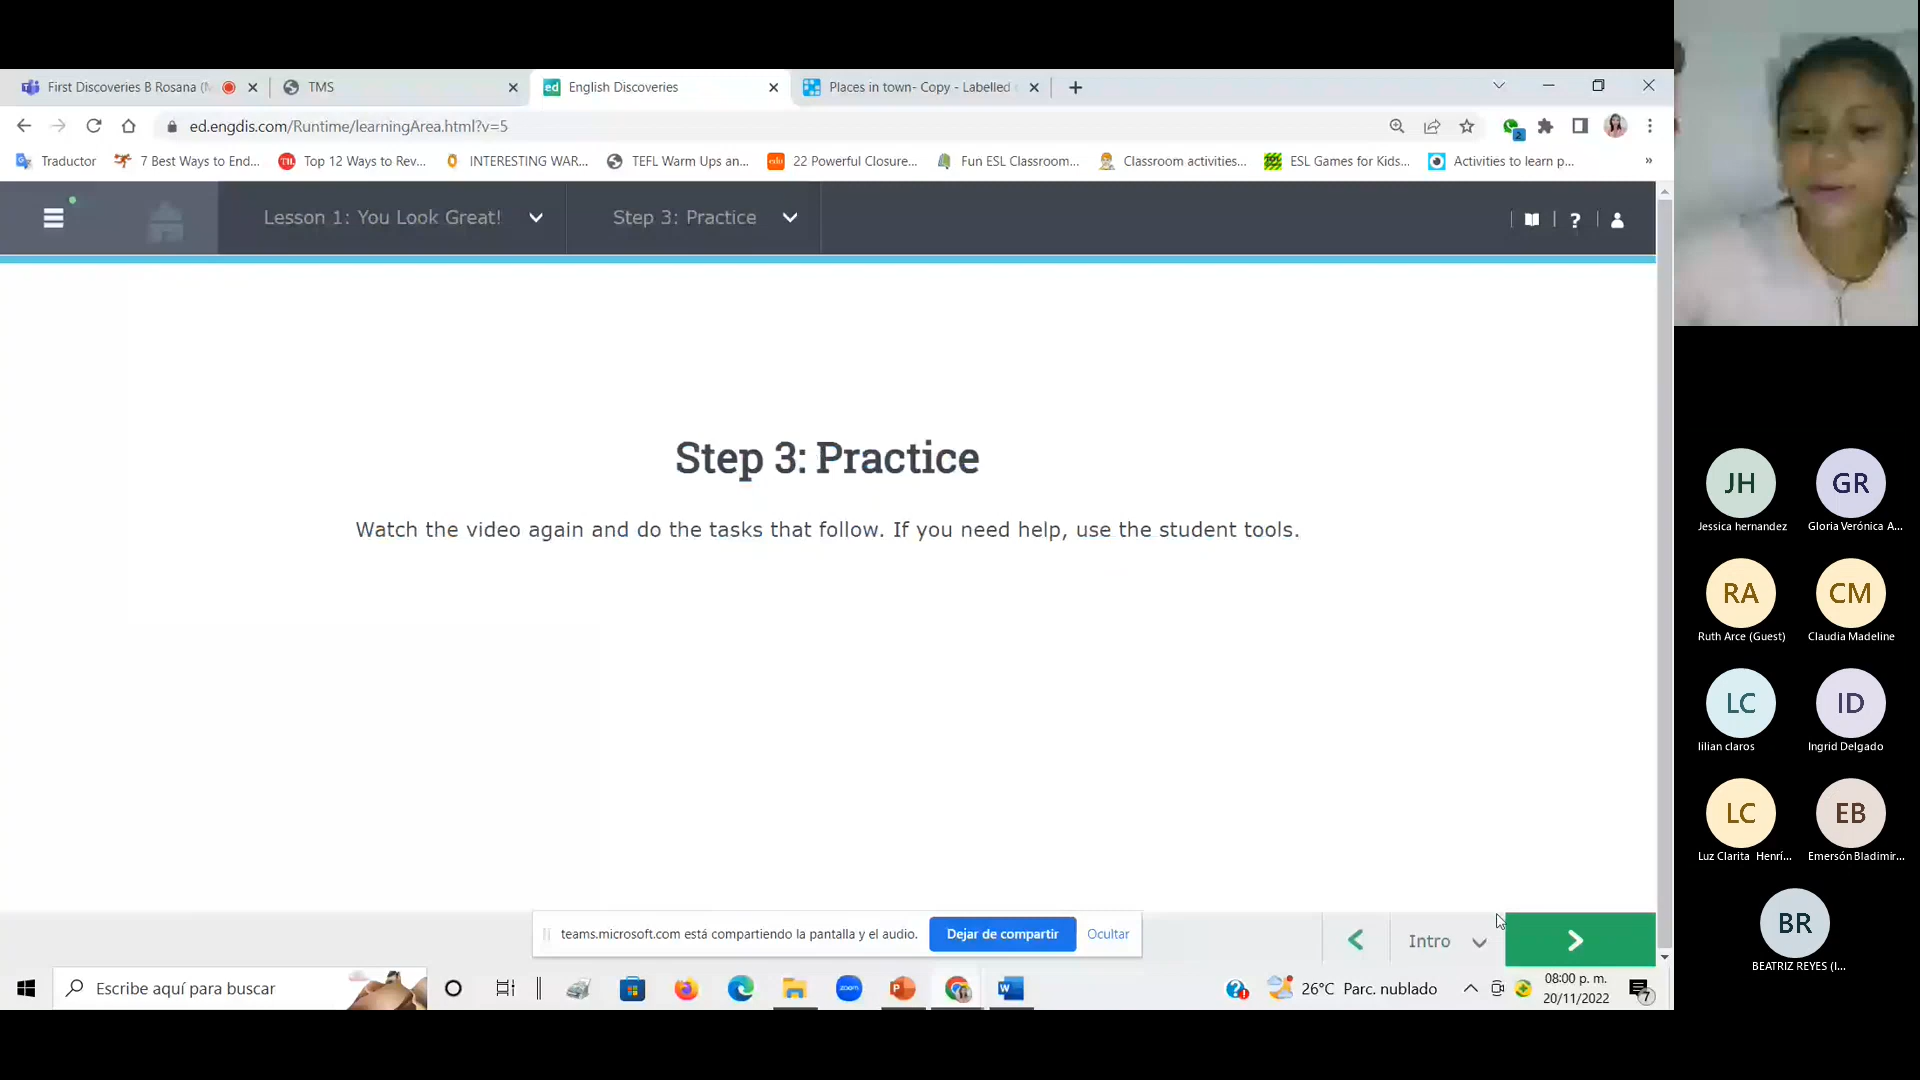 First Discoveries B Rosana (
TMS
English Discoveries
Places in town- Copy - Labelled
ed.engdis.com/Runtime/learningArea.html?v=5
2
Traductor
7 Best Ways to End...
Top 12 Ways to Rev...
INTERESTING WAR...
TEFL Warm Ups an...
22 Powerful Closure...
Fun ESL Classroom...
Classroom activities...
ESL Games for Kids...
Activities to learn p...
»
Lesson 1: You Look Great!
Step 3: Practice
?
Step 3: Practice
Watch the video again and do the tasks that follow. If you need help, use the student tools.
teams.microsoft.com está compartiendo la pantalla y el audio.
Dejar de compartir
Ocultar
Intro
Escribe aquí para buscar
zoom
26°C Parc. nublado
08:00 p. m.
20/11/2022
7
JH
Jessica hernandez
GR
Gloria Verónica A...
RA
Ruth Arce (Guest)
CM
Claudia Madeline
LC
lilian claros
ID
Ingrid Delgado
LC
Luz Clarita Henrí...
EB
Emersón Bladimir...
BR
BEATRIZ REYES (I...